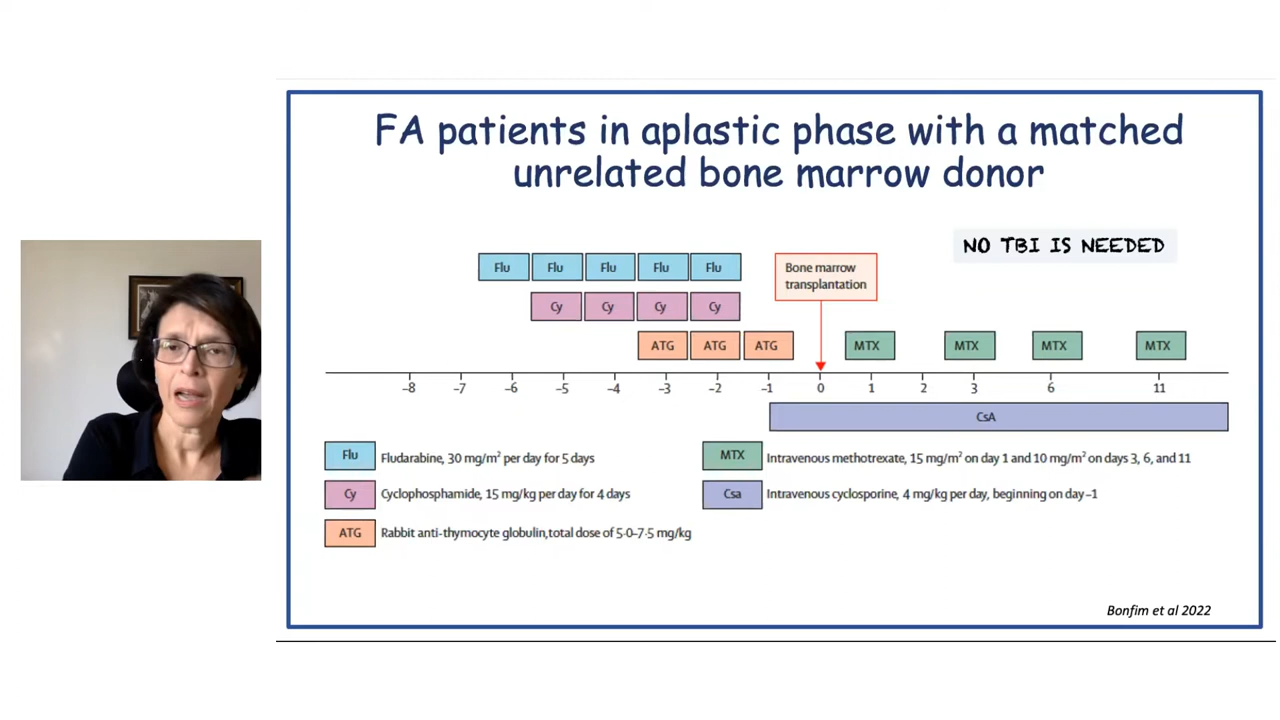 FA patients in aplastic phase with a matched
unrelated bone marrow donor
NO TBI IS NEEDED
Flu Flu Flu Flu Flu
Bone marrow
transplantation
Cy Cy Cy Cy
ATG ATG ATG MTX MTX MTX MTX
–8 –7 –6 –5 –4 –3 –2 –1 0 1 2 3 6 11
CsA
Flu Fludarabine, 30 mg/m² per day for 5 days
MTX Intravenous methotrexate, 15 mg/m² on day 1 and 10 mg/m² on days 3, 6, and 11
Cy Cyclophosphamide, 15 mg/kg per day for 4 days
Csa Intravenous cyclosporine, 4 mg/kg per day, beginning on day –1
ATG Rabbit anti-thymocyte globulin, total dose of 5·0–7·5 mg/kg
Bonfim et al 2022